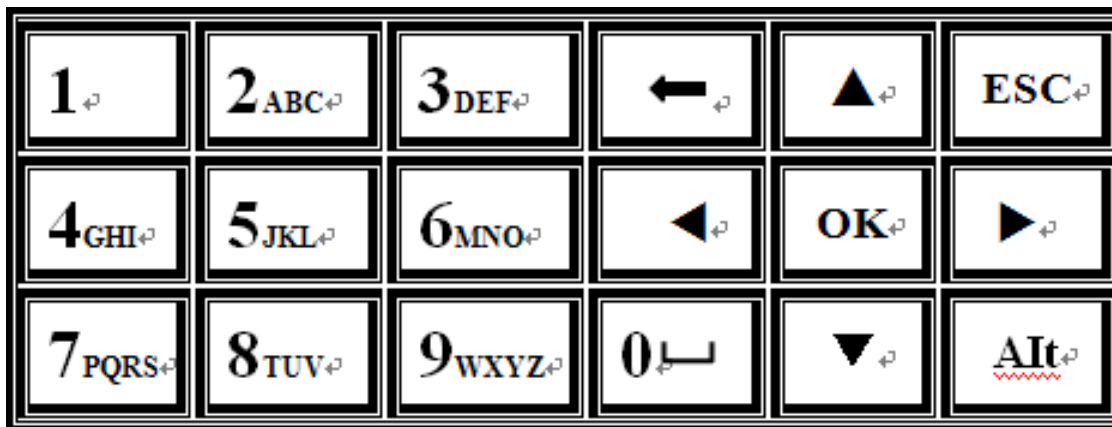 1 2ABC 3DEF ← ▲ ESC
4GHI 5JKL 6MNO ◀ OK ▶
7PQRS 8TUV 9WXYZ 0 ▼ AIt